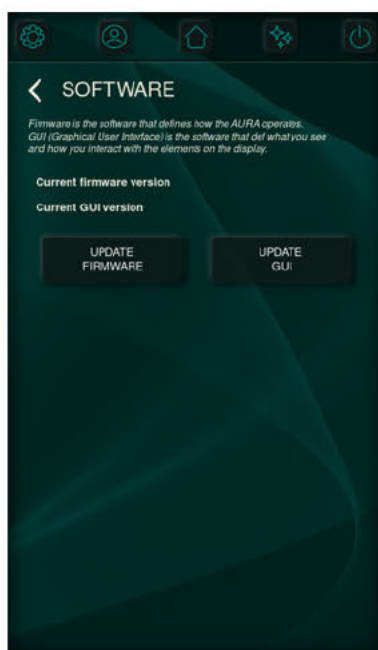 SOFTWARE
Firmware is the software that defines how the AURA operates.
GUI (Graphical User Interface) is the software that def what you see
and how you interact with the elements on the display.
Current firmware version
Current GUI version
UPDATE
FIRMWARE
UPDATE
GUI